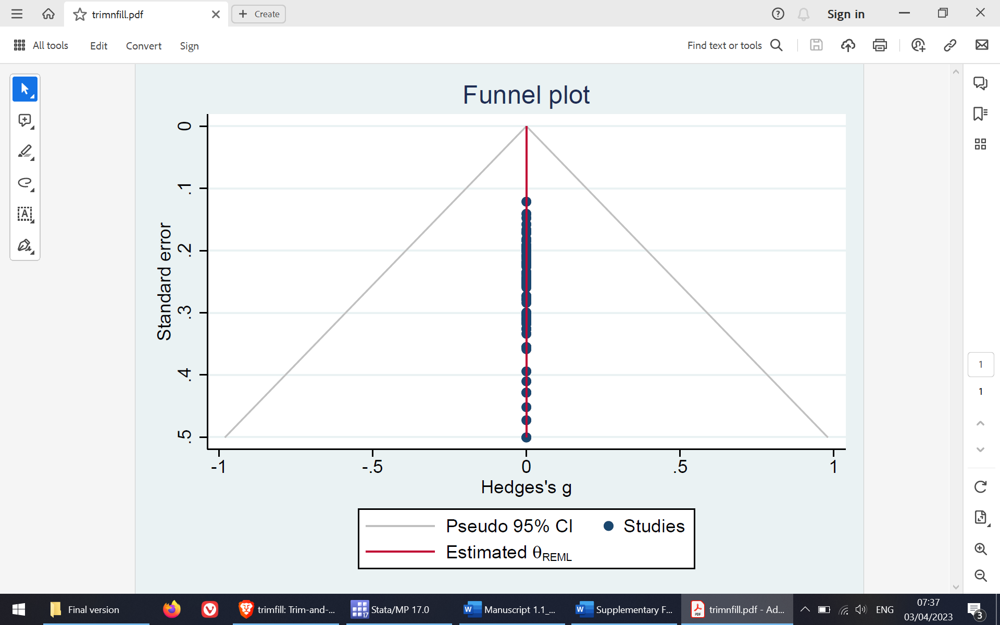 trimnfill.pdf
Create
Sign in
All tools
Edit
Convert
Sign
Find text or tools
Funnel plot
Standard error
0
.1
.2
.3
.4
.5
-1
-.5
0
.5
1
Hedges's g
Pseudo 95% CI
Studies
Estimated θREML
A
1
1
Final version
trimfill: Trim-and-...
17
Stata/MP 17.0
W
Manuscript 1.1_...
W
Supplementary F...
PDF
trimnfill.pdf - Ad...
ENG
07:37
03/04/2023
3